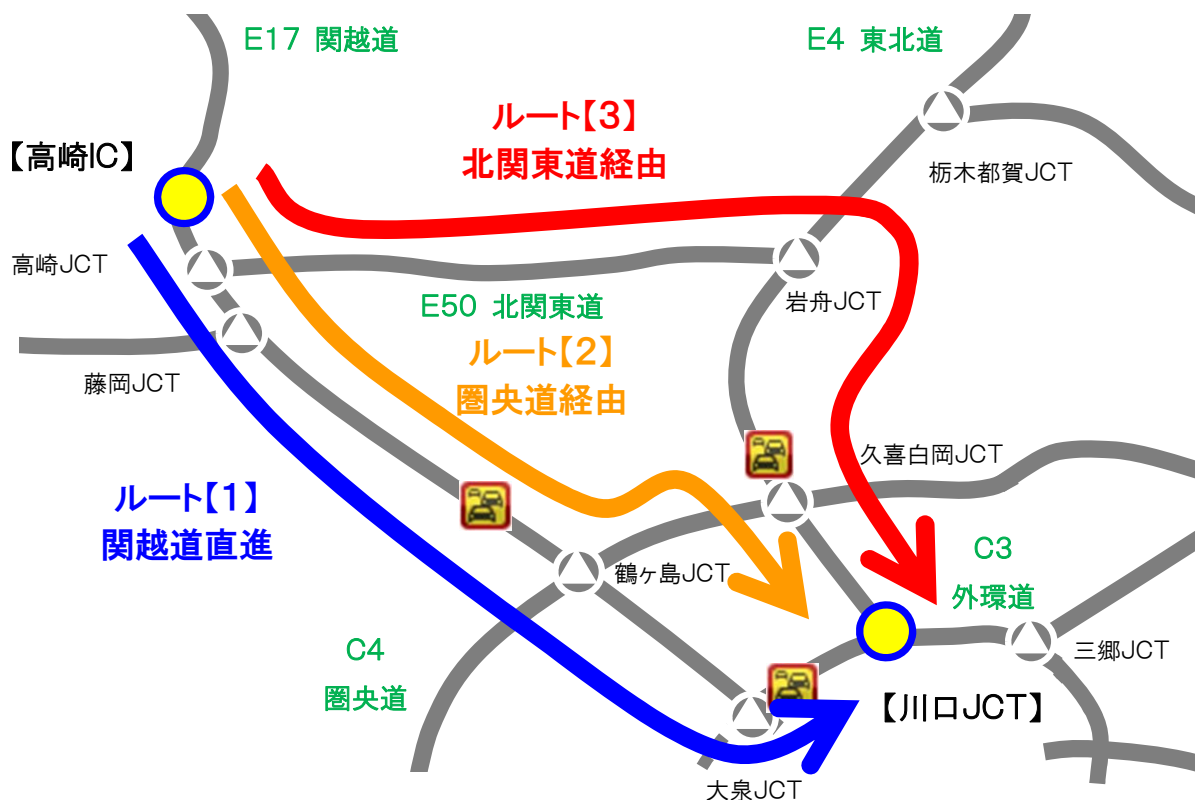 E17 関越道
E4 東北道
ルート【3】
北関東道経由
【高崎IC】
栃木都賀JCT
高崎JCT
岩舟JCT
E50 北関東道
ルート【2】
圏央道経由
藤岡JCT
久喜白岡JCT
ルート【1】
関越道直進
C3
外環道
鶴ヶ島JCT
C4
圏央道
三郷JCT
【川口JCT】
大泉JCT